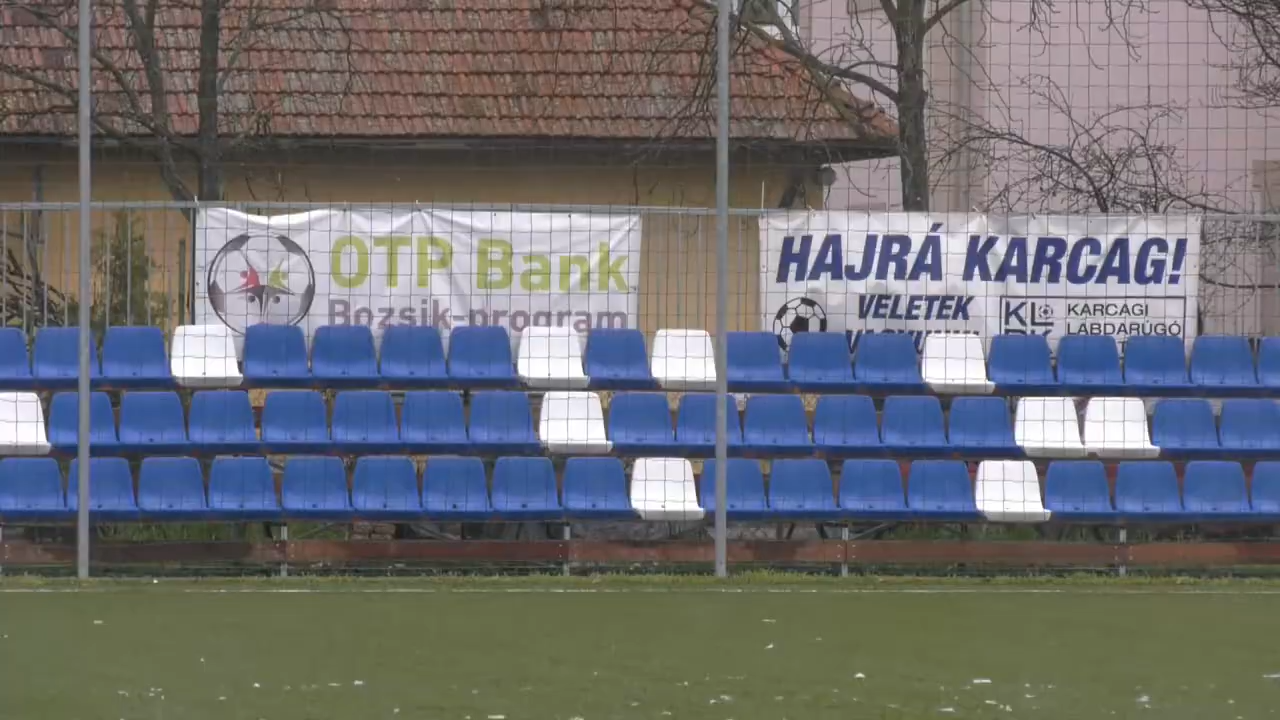 OTP Bank
Bozsik-program
HAJRÁ KARCAG!
VELETEK
KARCAGI
LABDARÚGÓ